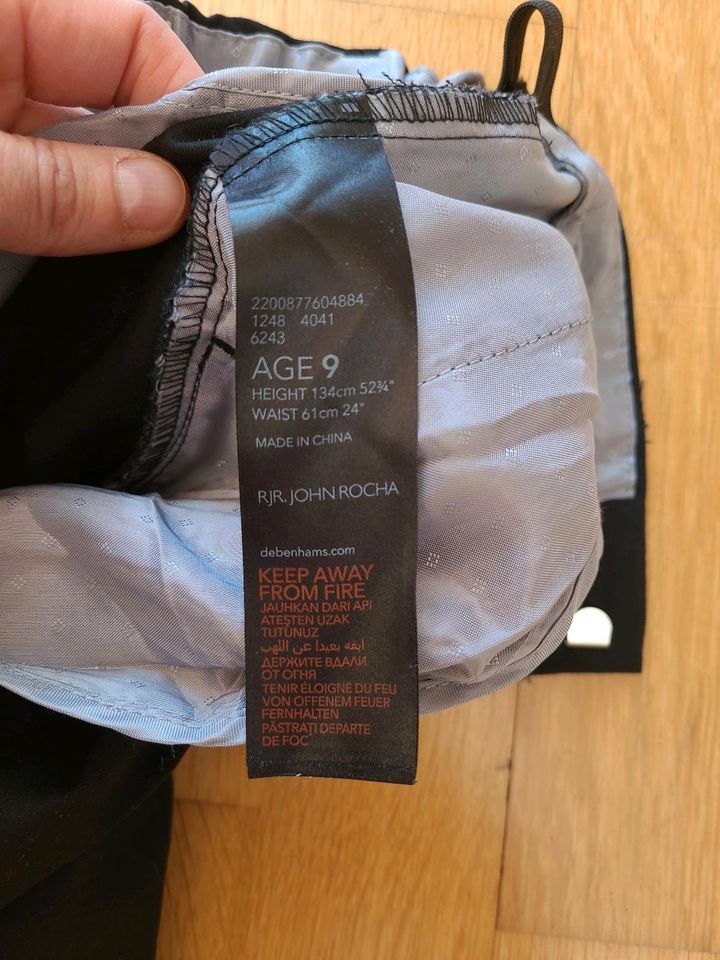 2200877604884
1248 4041
6243
AGE 9
HEIGHT 134cm 52¾"
WAIST 61cm 24"
MADE IN CHINA
RJR.JOHN ROCHA
debenhams.com
KEEP AWAY
FROM FIRE
JAUHKAN DARI API
ATEŞTEN UZAK
TUTUNUZ
ابقه بعيدا عن اللهب
ДЕРЖИТЕ ВДАЛИ
ОТ ОГНЯ
TENIR ÉLOIGNE DU FEU
VON OFFENEM FEUER
FERNHALTEN
PĂSTRAȚI DEPARTE
DE FOC